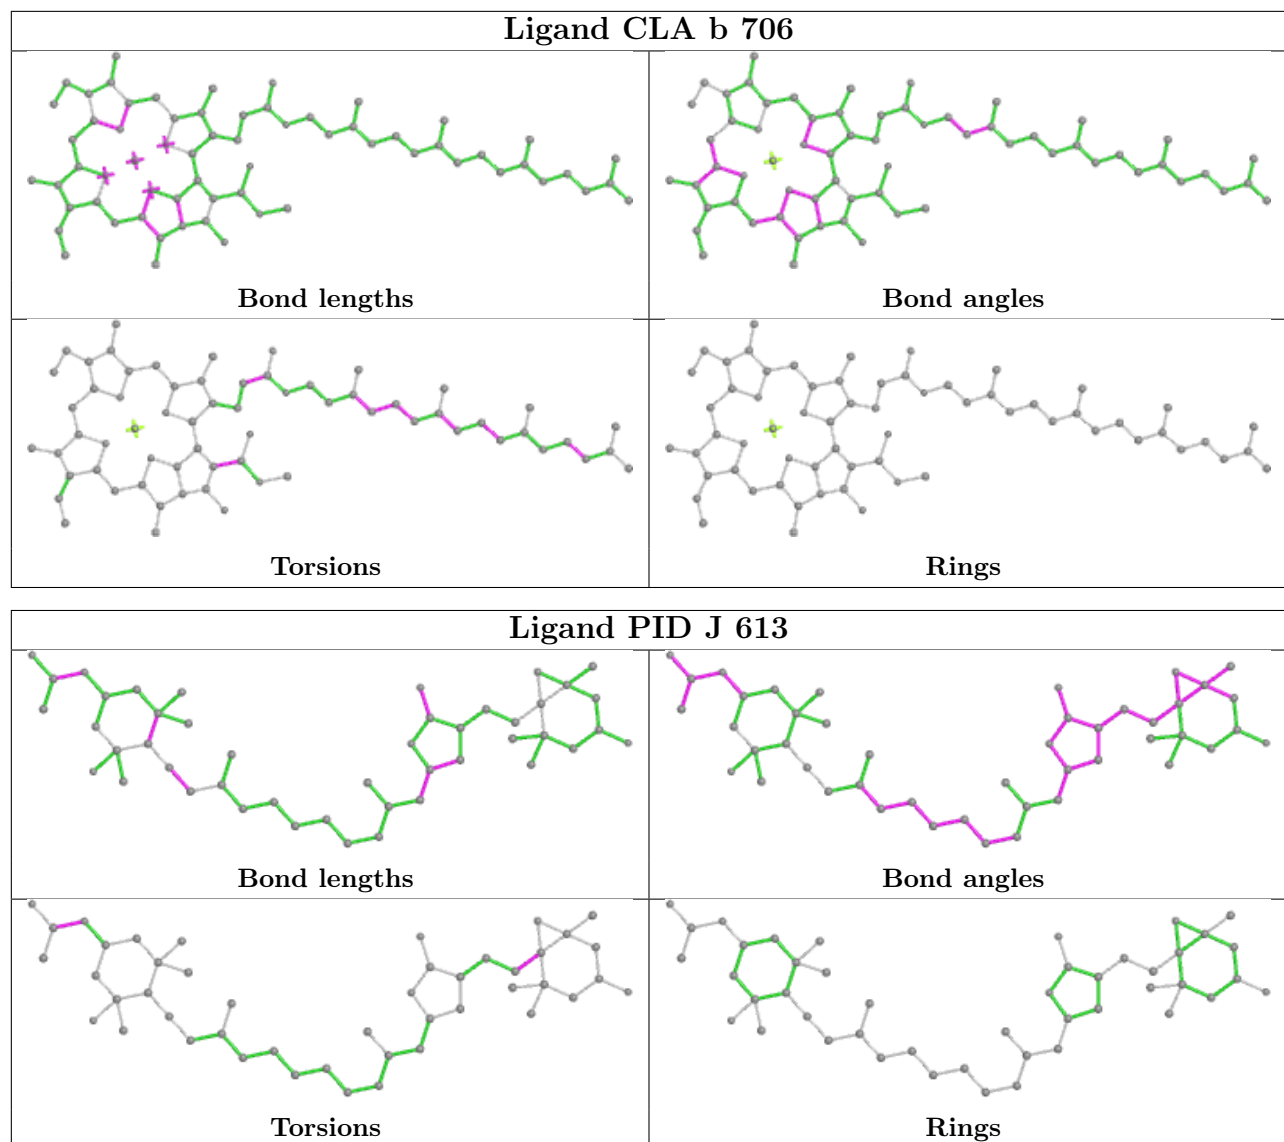 Ligand CLA b 706
Bond lengths
Bond angles
Torsions
Rings
Ligand PID J 613
Bond lengths
Bond angles
Torsions
Rings